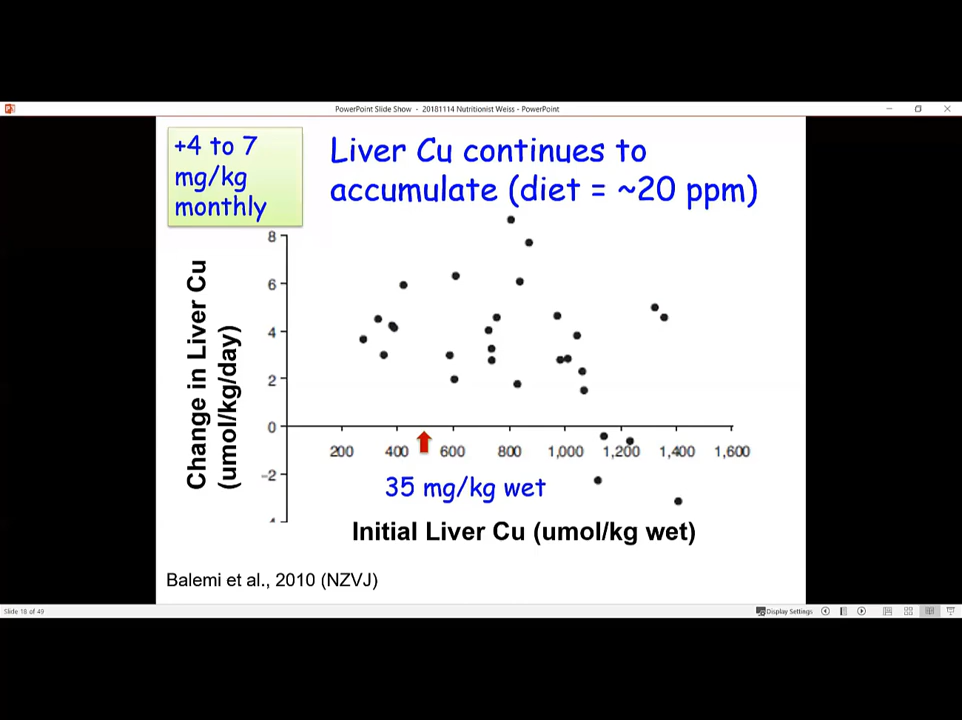 PowerPoint Slide Show - 20181114 Nutritionist Weiss - PowerPoint
+4 to 7
mg/kg
monthly
Liver Cu continues to
accumulate (diet = ~20 ppm)
Change in Liver Cu
(umol/kg/day)
8
6
4
2
0
-2
200 400 600 800 1,000 1,200 1,400 1,600
35 mg/kg wet
Initial Liver Cu (umol/kg wet)
Balemi et al., 2010 (NZVJ)
Slide 18 of 49
Display Settings